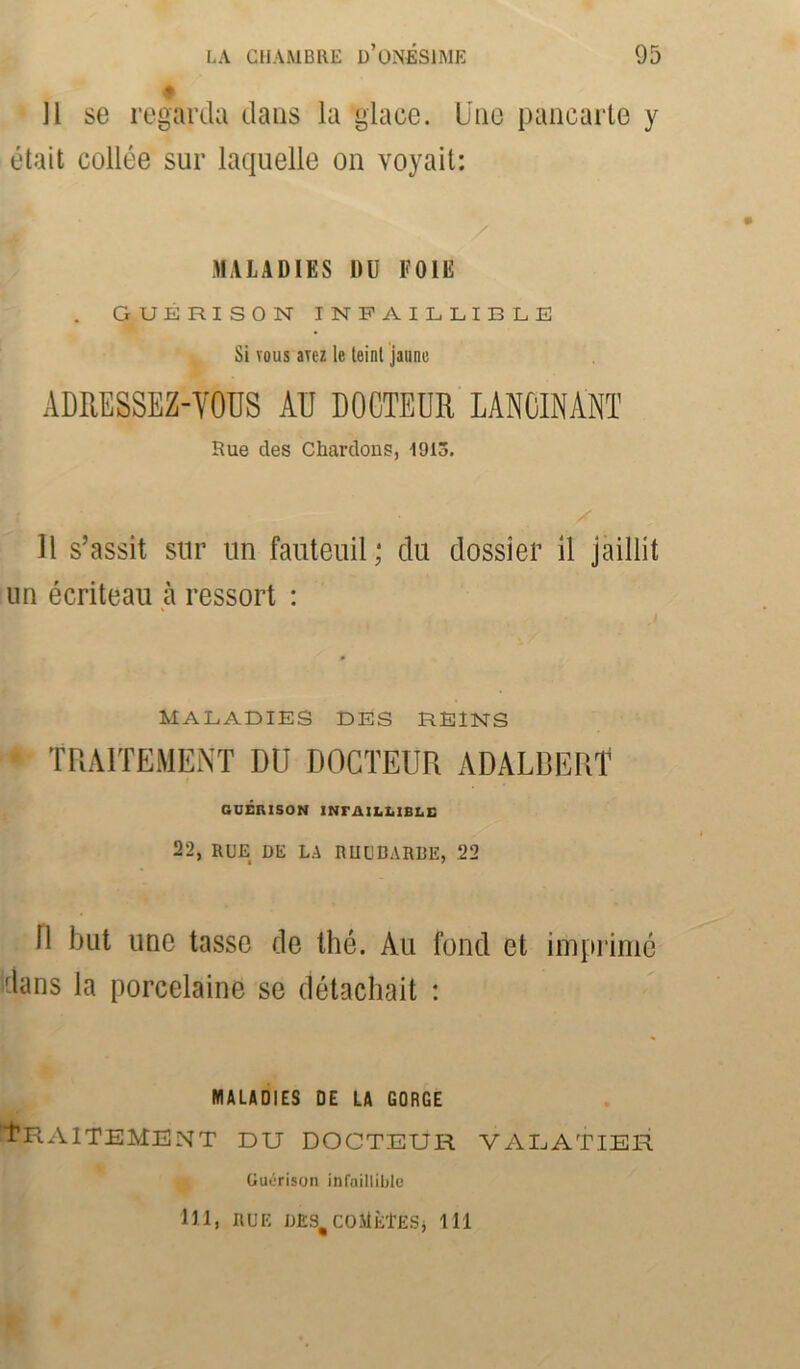 LA CHAMBRE D'ONÉSIME 95
Il se regarda dans la glace. Une pancarte y
était collée sur laquelle on voyait:
MALADIES DU FOIE
GUÉRISON INFAILLIBLE
Si vous avez le teint jaune
ADRESSEZ-VOUS AU DOCTEUR LANCINANT
Rue des Chardons, 1913.
Il s'assit sur un fauteuil; du dossier il jaillit
un écriteau à ressort :
MALADIES DES REINS
TRAITEMENT DU DOCTEUR ADALBERT
GUÉRISON INFAILLIBLE
22, RUE DE LA RHUBARBE, 22
Il but une tasse de thé. Au fond et imprimé
dans la porcelaine se détachait :
MALADIES DE LA GORGE
TRAITEMENT DU DOCTEUR VALATIER
Guérison infaillible
111, RUE DES COMÈTES, 111